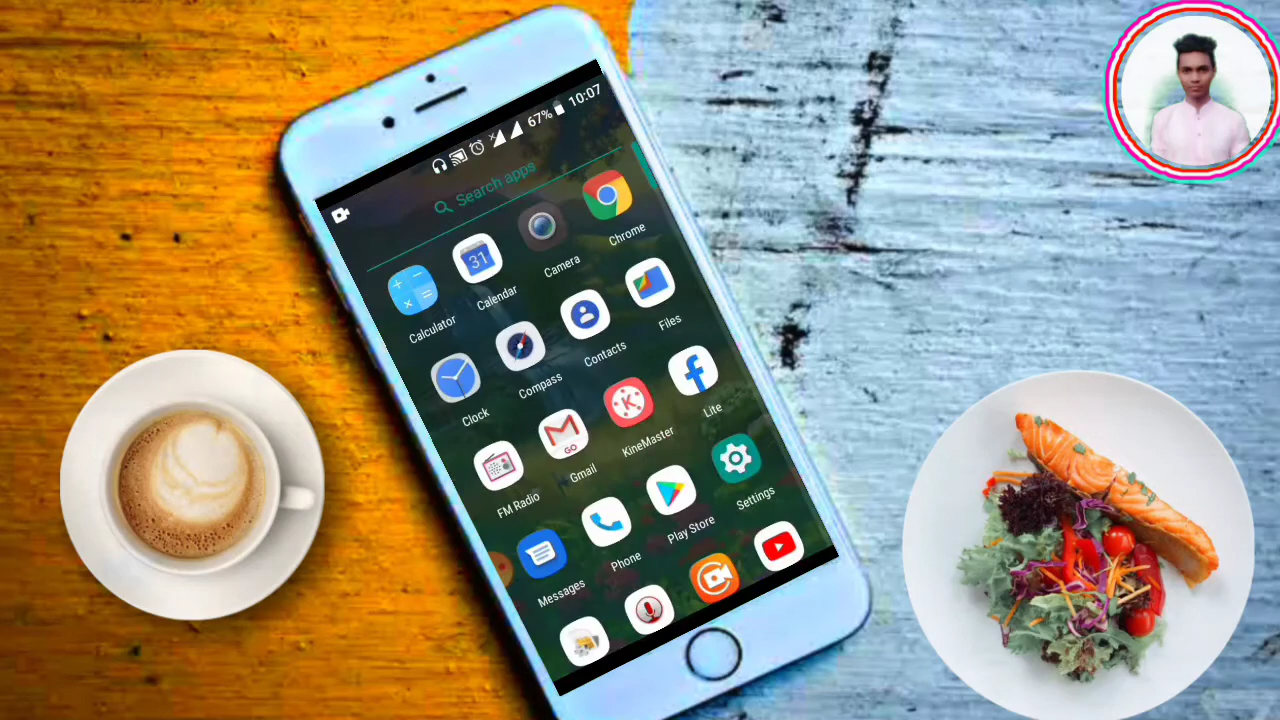 67% 10:07
Search apps
Calculator Calendar Camera Chrome
Clock Compass Contacts Files
FM Radio Gmail KineMaster Lite
Messages Phone Play Store Settings
31
GO
K